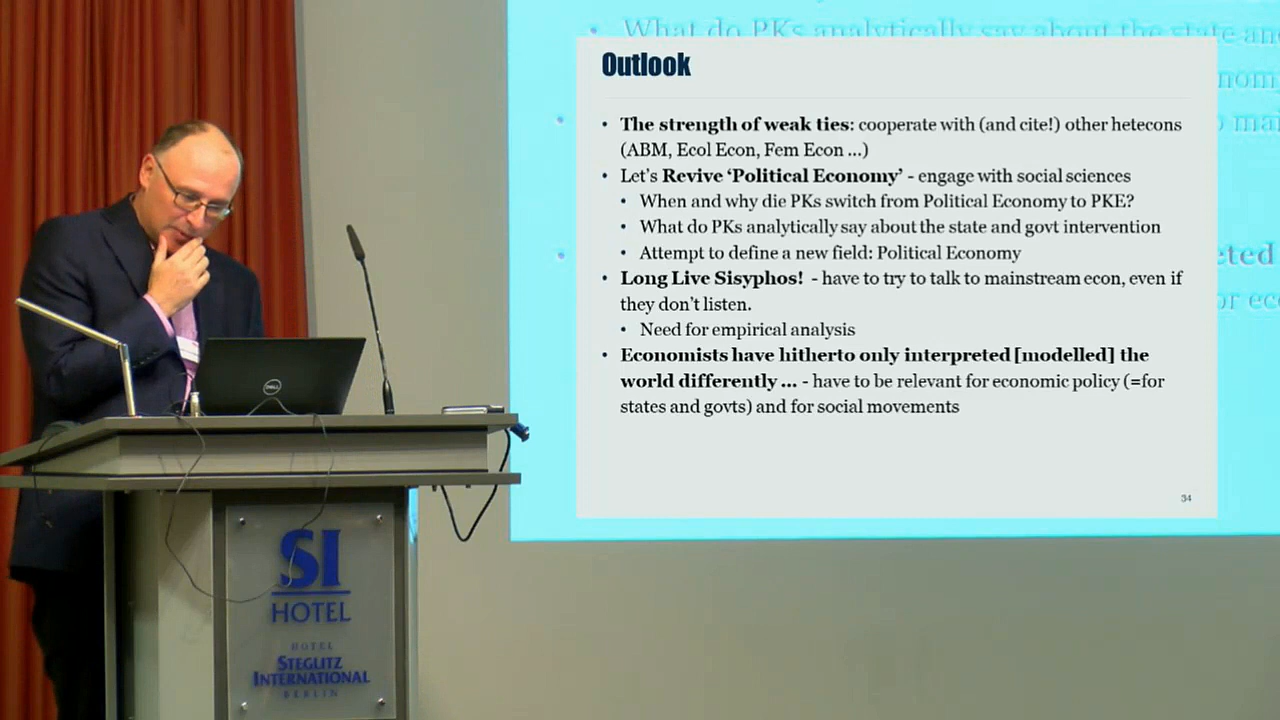 What do PKs analytically say about the state an
Outlook
• The strength of weak ties: cooperate with (and cite!) other hetecons
(ABM, Ecol Econ, Fem Econ ...)
• Let's Revive 'Political Economy' - engage with social sciences
• When and why die PKs switch from Political Economy to PKE?
• What do PKs analytically say about the state and govt intervention
• Attempt to define a new field: Political Economy
• Long Live Sisyphos! - have to try to talk to mainstream econ, even if
they don't listen.
• Need for empirical analysis
• Economists have hitherto only interpreted [modelled] the
world differently ... - have to be relevant for economic policy (=for
states and govts) and for social movements
34
DELL
SI
HOTEL
HOTEL
STEGLITZ
INTERNATIONAL
BERLIN